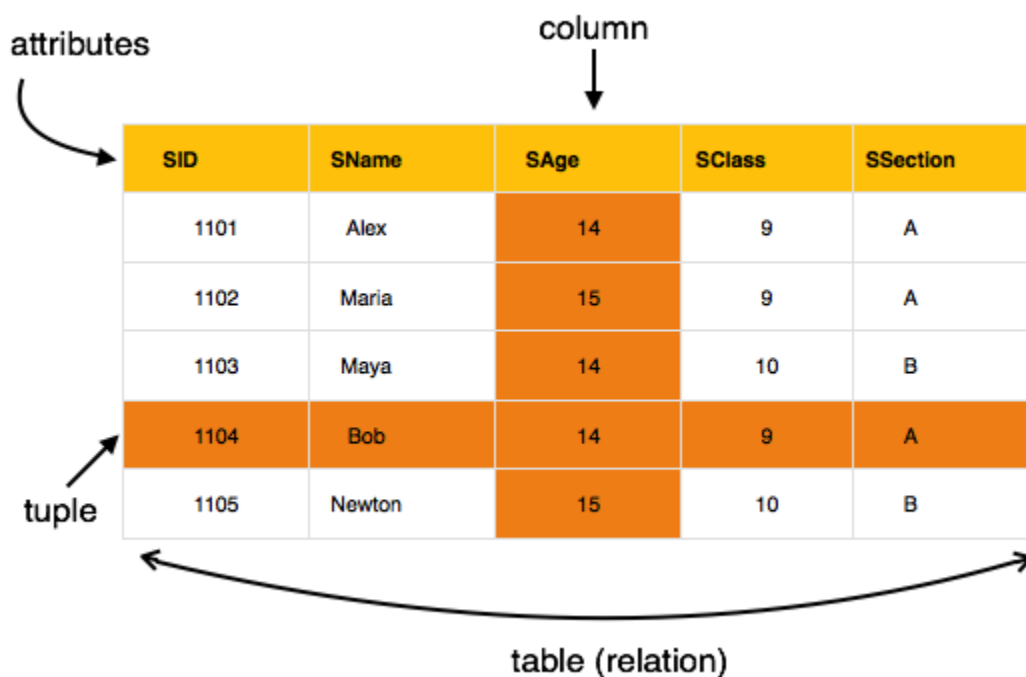 column
attributes
SID SName SAge SClass SSection
1101 Alex 14 9 A
1102 Maria 15 9 A
1103 Maya 14 10 B
1104 Bob 14 9 A
tuple
1105 Newton 15 10 B
table (relation)